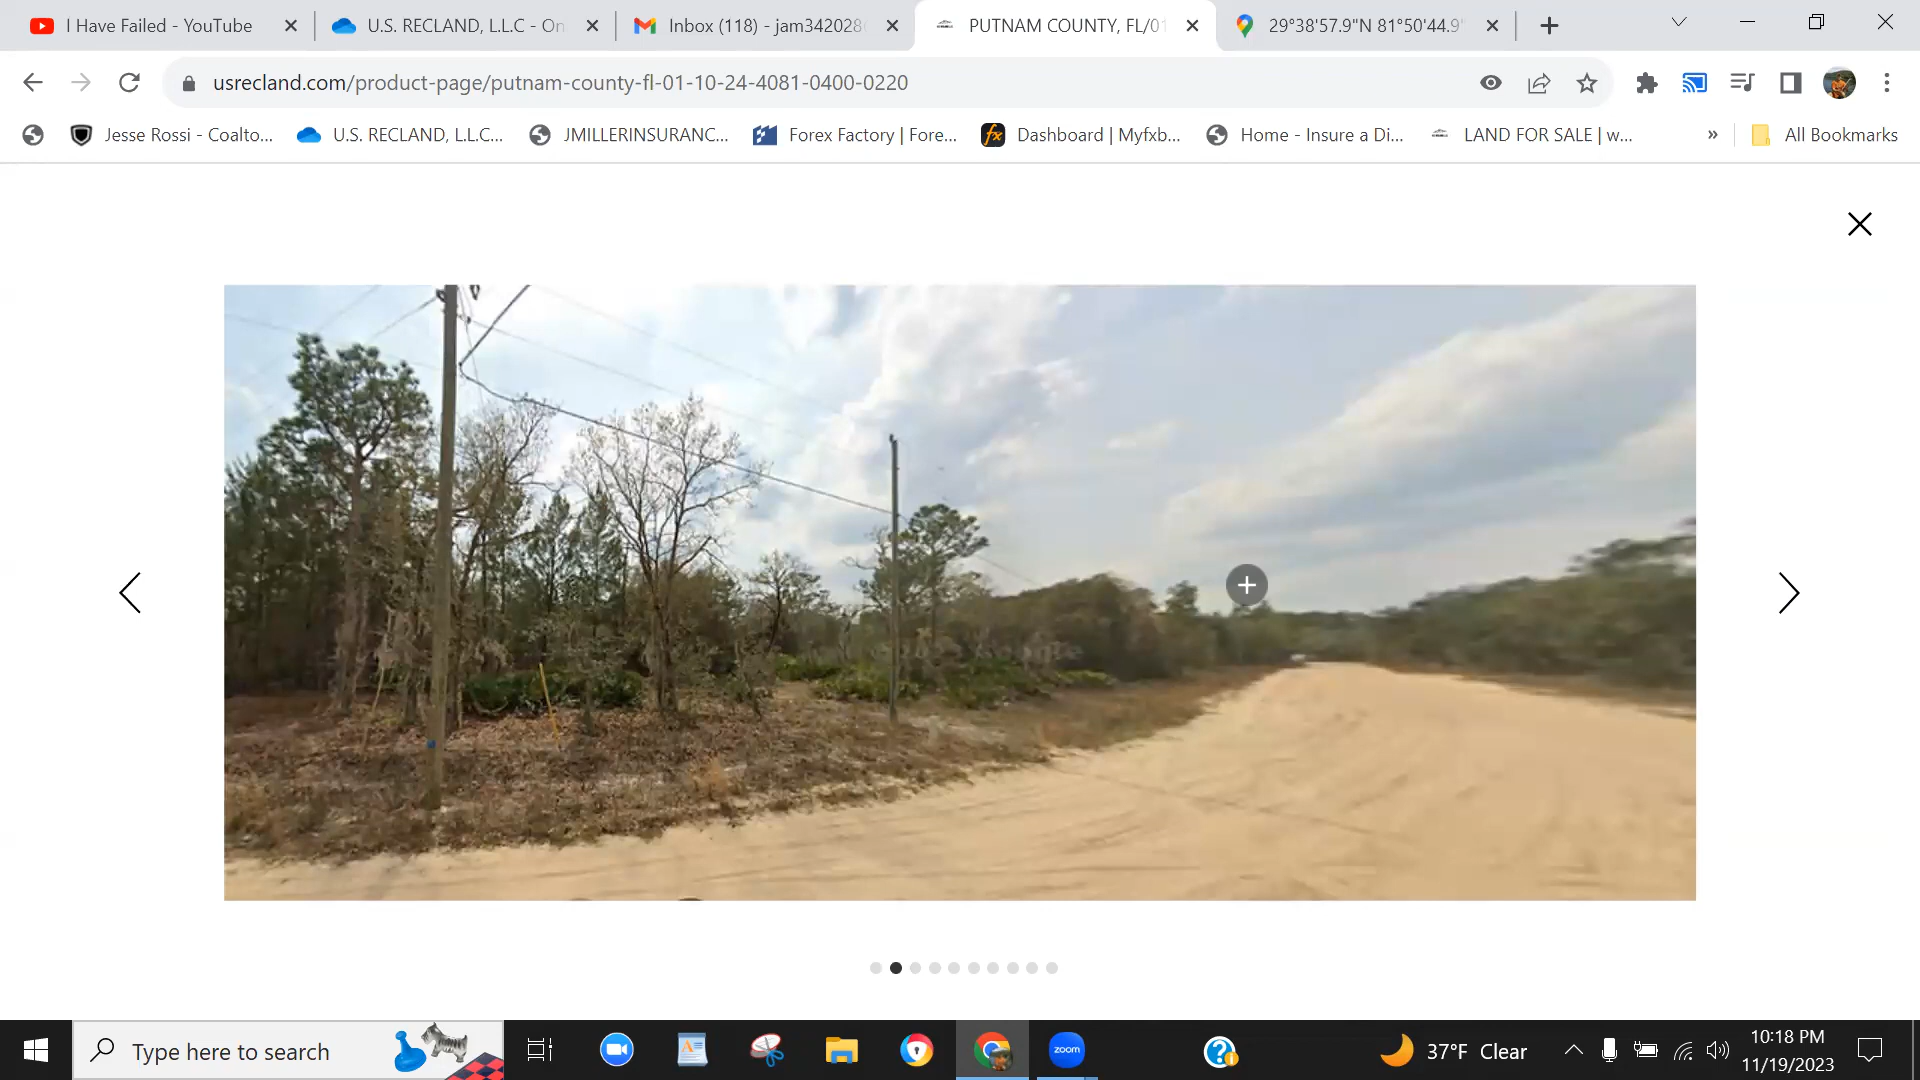 I Have Failed - YouTube
U.S. RECLAND, L.L.C - On
Inbox (118) - jam342028
PUTNAM COUNTY, FL/01
29°38'57.9"N 81°50'44.9"
usrecland.com/product-page/putnam-county-fl-01-10-24-4081-0400-0220
Jesse Rossi - Coalto...
U.S. RECLAND, L.L.C...
JMILLERINSURANC...
Forex Factory | Fore...
fx
Dashboard | Myfxb...
Home - Insure a Di...
LAND FOR SALE | w...
»
All Bookmarks
Type here to search
zoom
37°F Clear
10:18 PM
11/19/2023